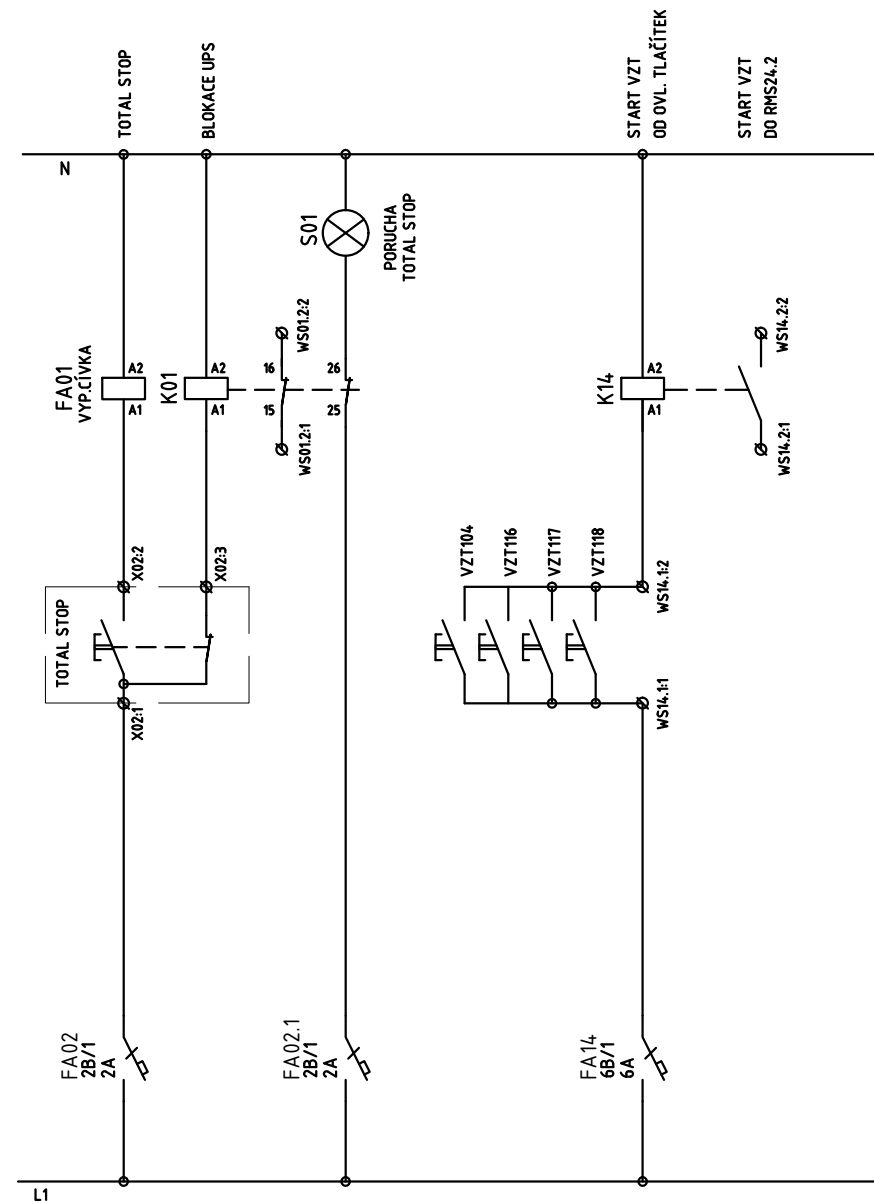 TOTAL STOP
BLOKACE UPS
START VZT
OD OVL. TLAČÍTEK
START VZT
DO RMS24.2
N
S01
PORUCHA
TOTAL STOP
FA01
VYP.CÍVKA
A2
A1
K01
A2
A1
16
15
WS01.2:2
WS01.2:1
26
25
K14
A2
A1
WS14.2:2
WS14.2:1
TOTAL STOP
X02:2
X02:3
X02:1
VZT104
VZT116
VZT117
VZT118
WS14.1:2
WS14.1:1
FA02
2B/1
2A
FA02.1
2B/1
2A
FA14
6B/1
6A
L1